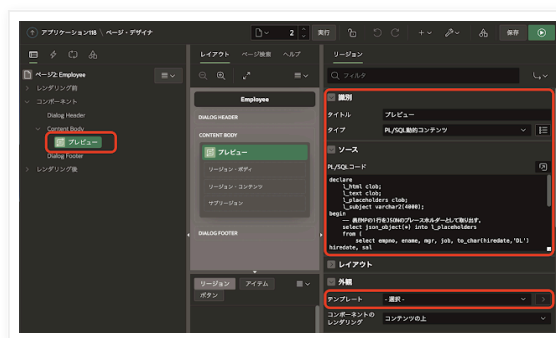 アプリケーション118 \ ページ・デザイナ
2
実行
保存
ページ2: Employee
レンダリング前
コンポーネント
Dialog Header
Content Body
プレビュー
Dialog Footer
レンダリング後
レイアウト ページ検索 ヘルプ
Employee
DIALOG HEADER
CONTENT BODY
プレビュー
リージョン・ボディ
リージョン・コンテンツ
サブリージョン
DIALOG FOOTER
リージョン アイテム
ボタン
リージョン
フィルタ
識別
タイトル プレビュー
タイプ PL/SQL動的コンテンツ
ソース
PL/SQLコード
declare
l_html clob;
l_text clob;
l_placeholders clob;
l_subject varchar2(4000);
begin
-- 表EMPの1行をJSONのプレースホルダーとして取り出す。
select json_object(*) into l_placeholders
from (
select empno, ename, mgr, job, to_char(hiredate,'DL')
hiredate, sal
レイアウト
外観
テンプレート - 選択 -
コンポーネントの
レンダリング コンテンツの上